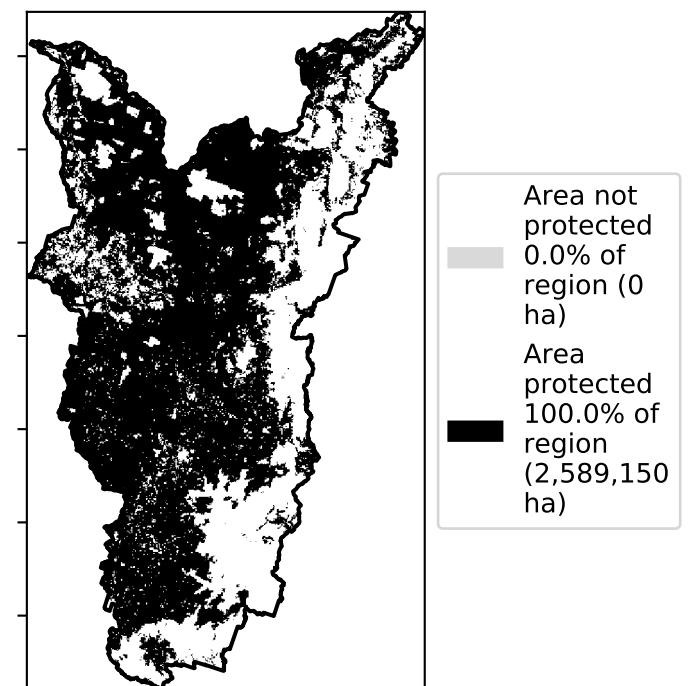 Area not
protected
0.0% of
region (0
ha)
Area
protected
100.0% of
region
(2,589,150
ha)